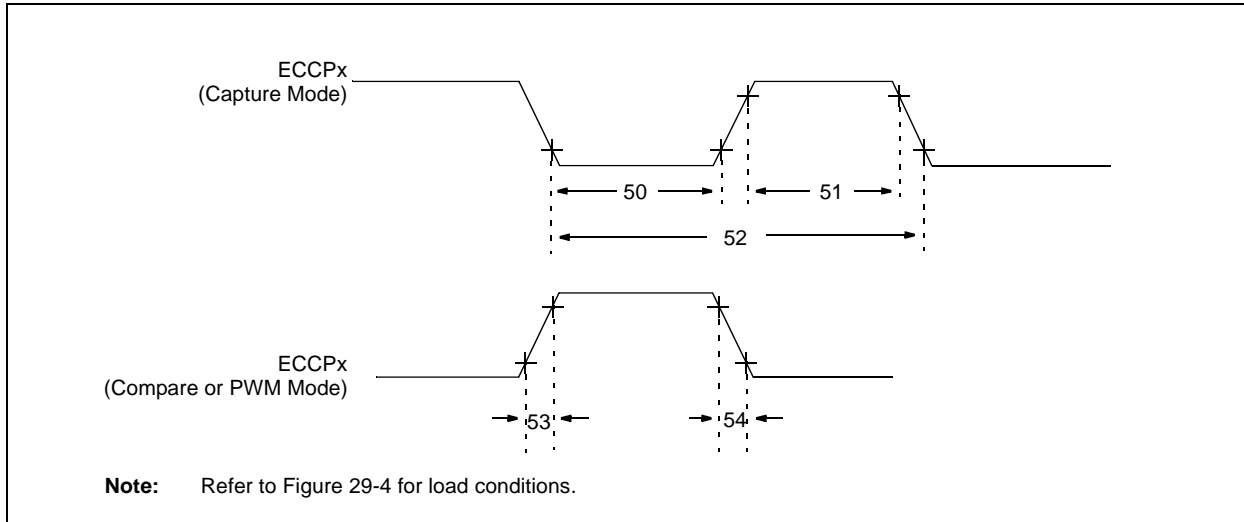 ECCPx
(Capture Mode)
50
51
52
ECCPx
(Compare or PWM Mode)
53
54
Note: Refer to Figure 29-4 for load conditions.